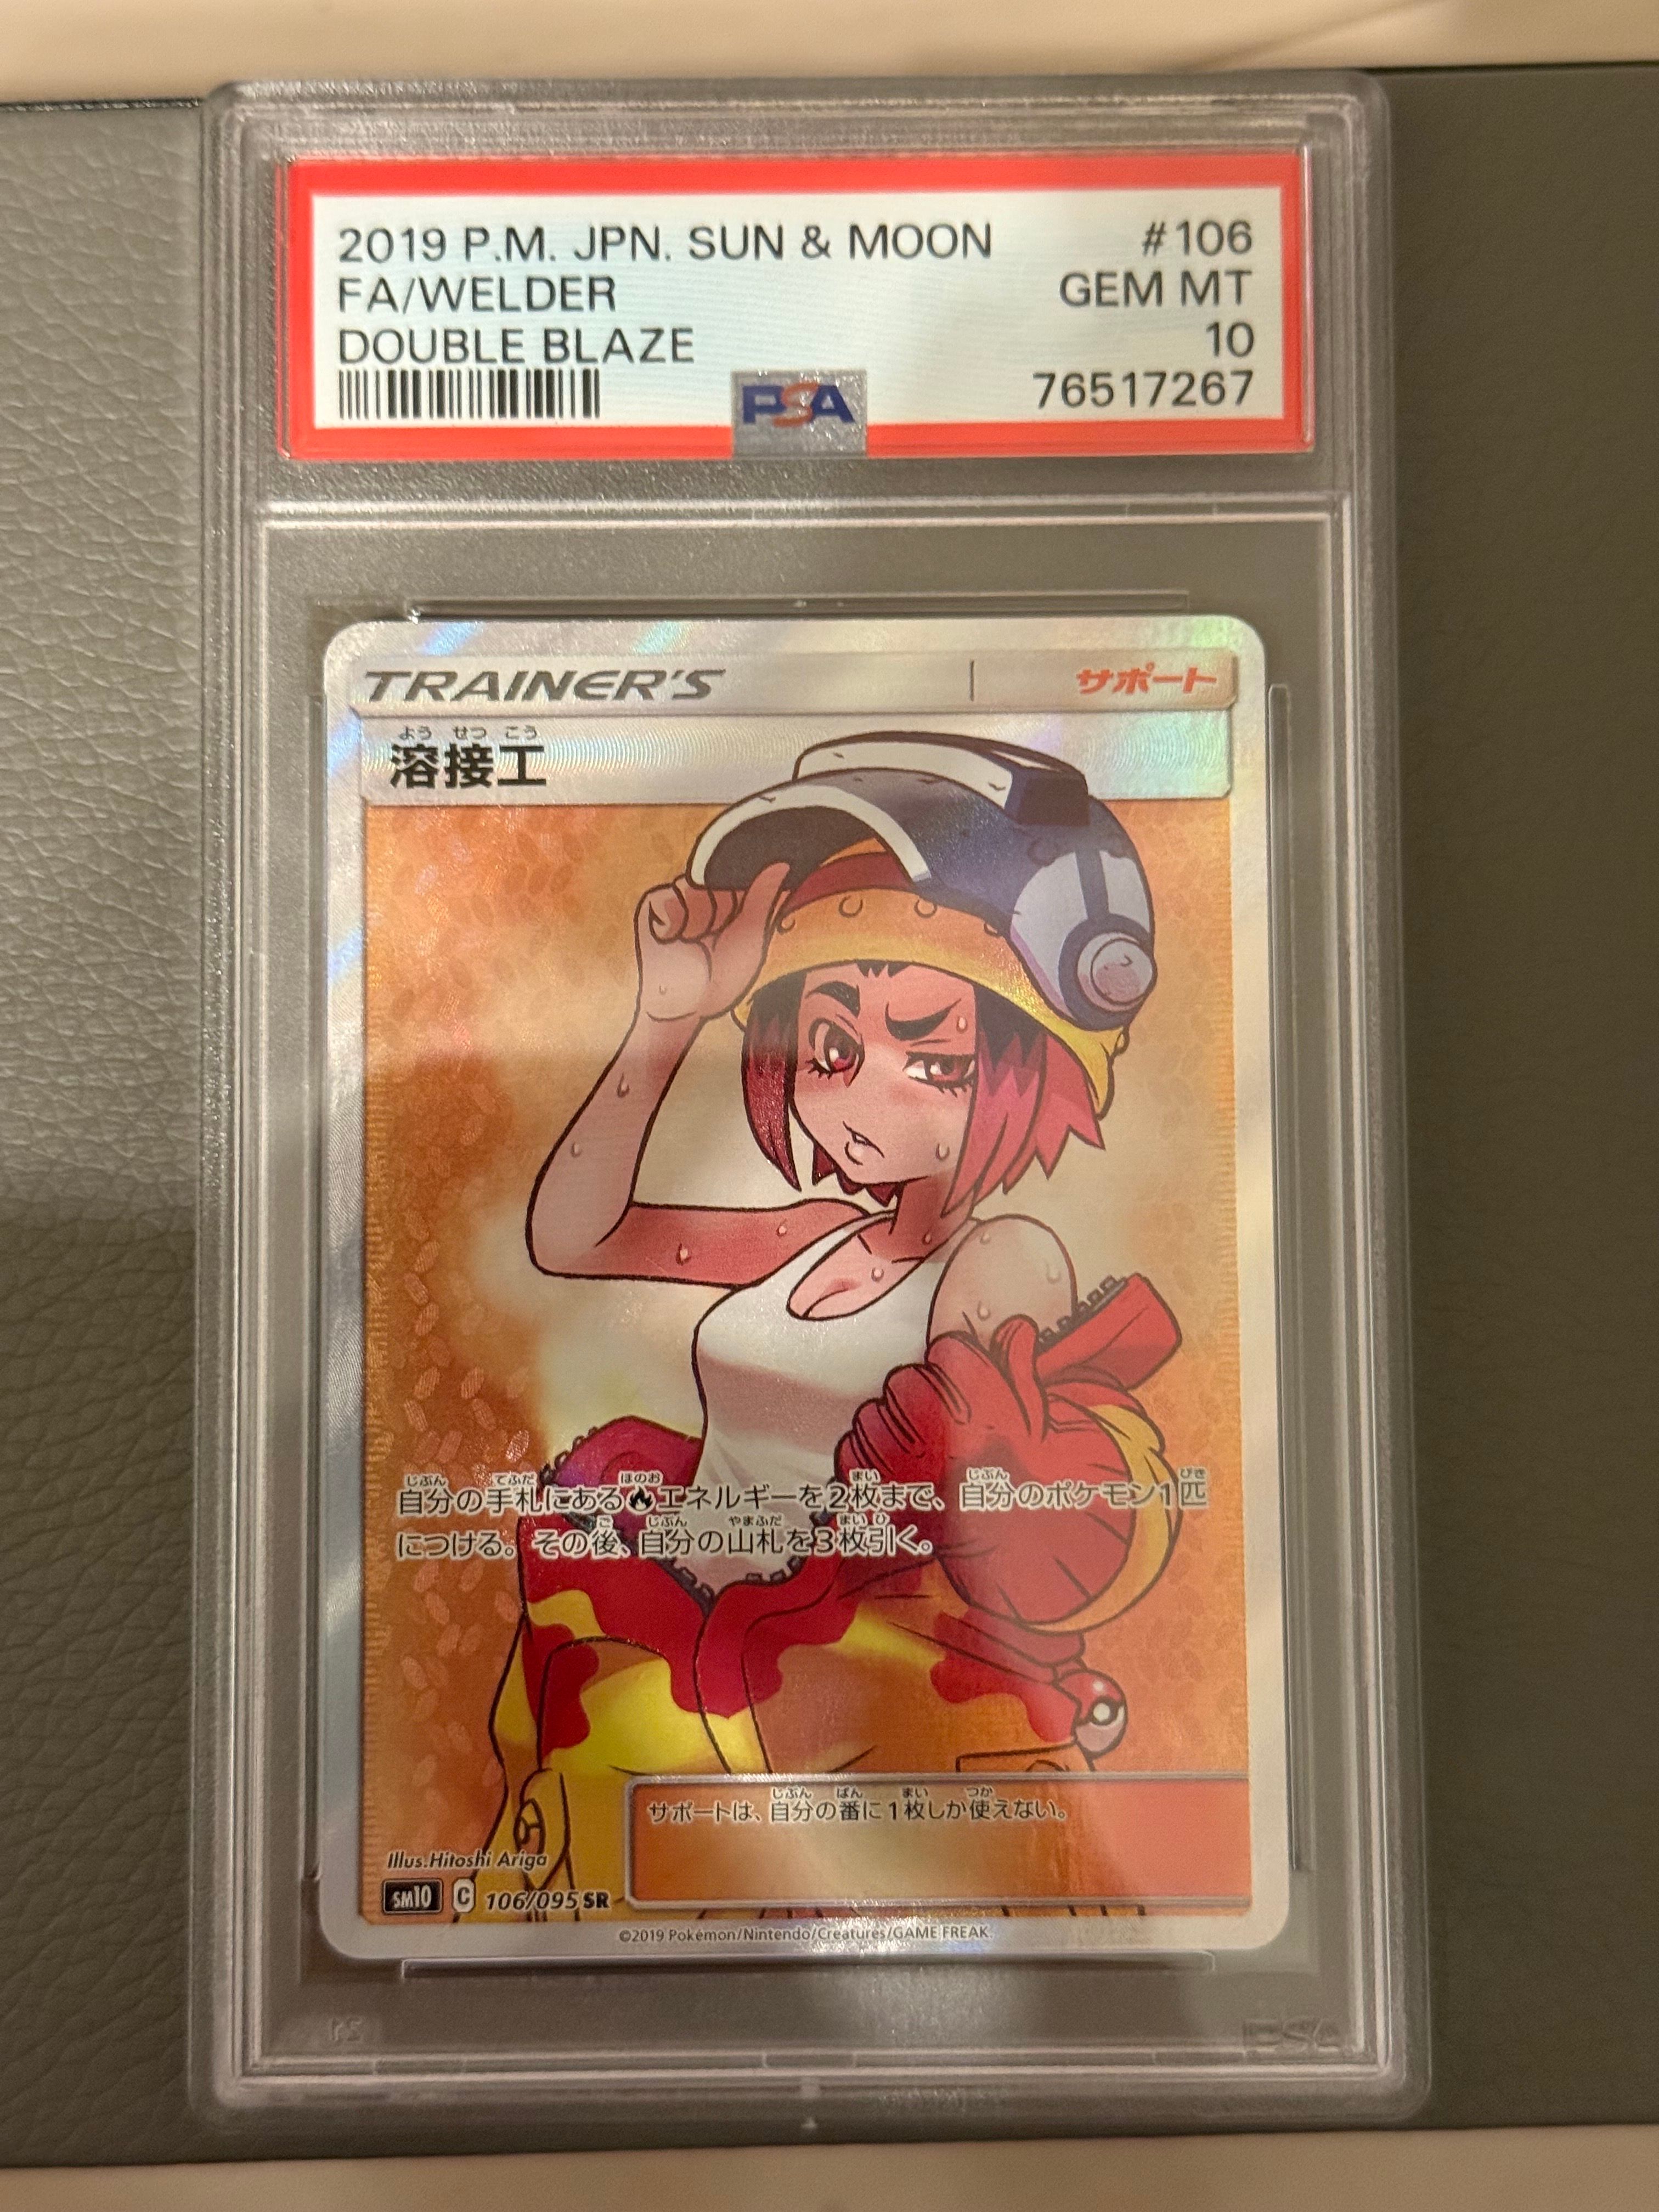 2019 P.M. JPN. SUN & MOON #106
FA/WELDER GEM MT
DOUBLE BLAZE 10
PSA 76517267
TRAINER'S サポート
よう せつ こう
溶接工
じぶん てふだ ほのお まい じぶん びき
自分の手札にある エネルギーを2枚まで、自分のポケモン1匹
ご じぶん やまふだ まい ひ
につける。その後、自分の山札を3枚引く。
じぶん ばん まい つか
サポートは、自分の番に1枚しか使えない。
Illus.Hitoshi Ariga
SM10 C 106/095 SR
©2019 Pokémon/Nintendo/Creatures/GAME FREAK.
PSA